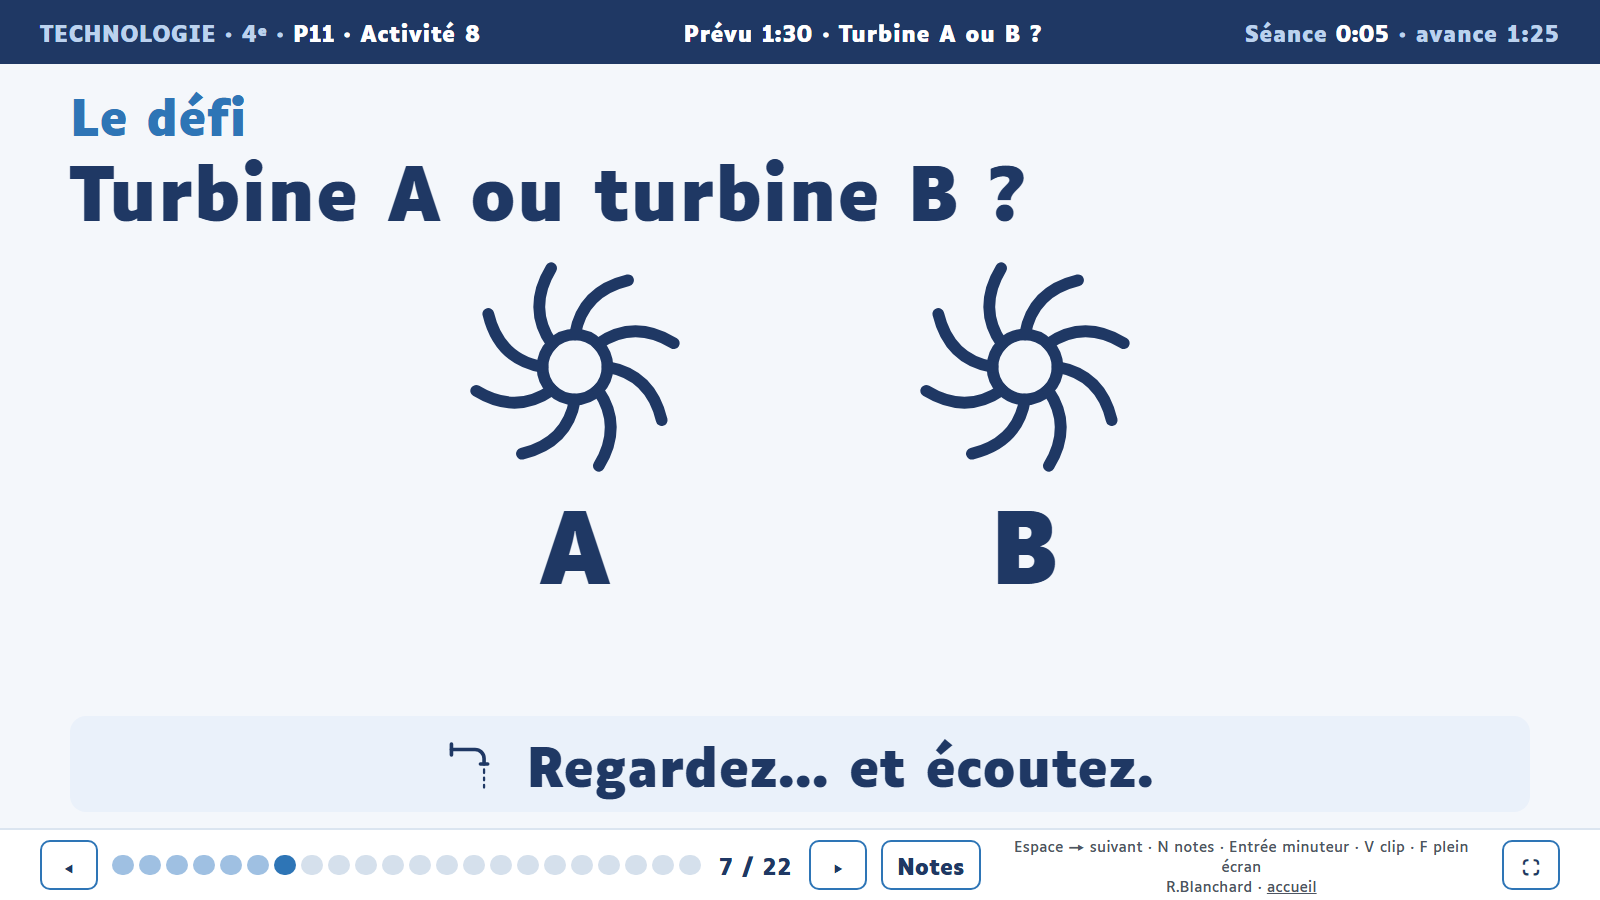 TECHNOLOGIE · 4ᵉ · P11 · Activité 8
Prévu 1:30 · Turbine A ou B ?
Séance 0:05 · avance 1:25
Le défi
Turbine A ou turbine B ?
A
B
Regardez... et écoutez.
7 / 22
Notes
Espace → suivant · N notes · Entrée minuteur · V clip · F plein
écran
R.Blanchard · accueil